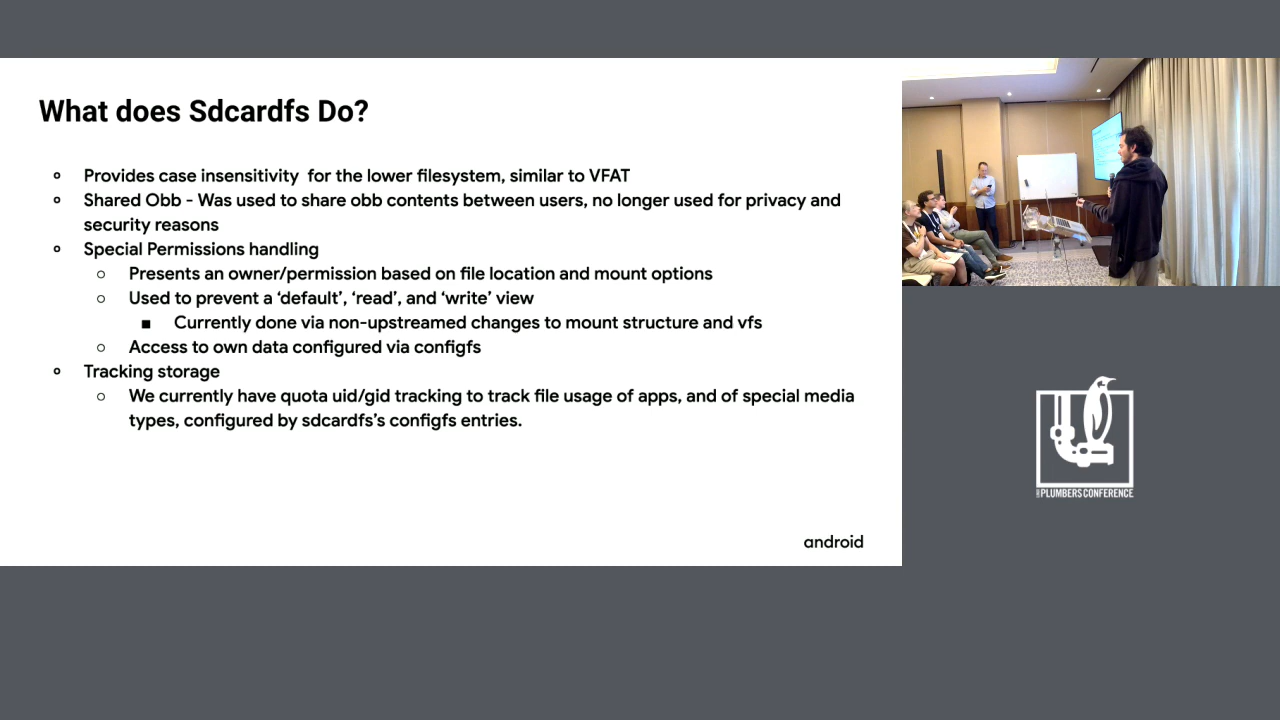 What does Sdcardfs Do?
Provides case insensitivity for the lower filesystem, similar to VFAT
Shared Obb - Was used to share obb contents between users, no longer used for privacy and
security reasons
Special Permissions handling
Presents an owner/permission based on file location and mount options
Used to prevent a ‘default’, ‘read’, and ‘write’ view
Currently done via non-upstreamed changes to mount structure and vfs
Access to own data configured via configfs
Tracking storage
We currently have quota uid/gid tracking to track file usage of apps, and of special media
types, configured by sdcardfs’s configfs entries.
android
PLUMBERS CONFERENCE